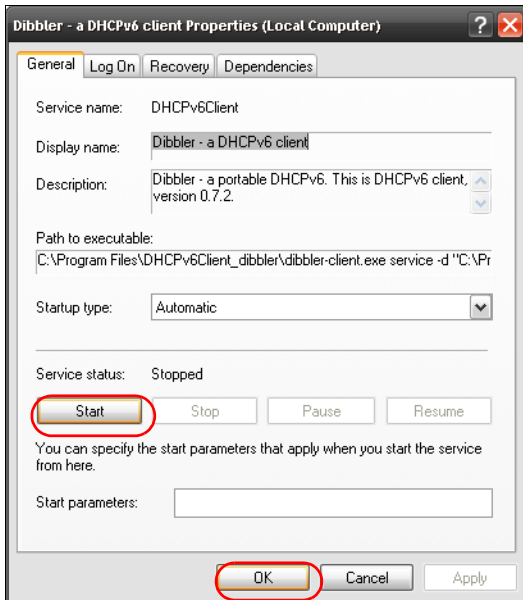 Dibbler - a DHCPv6 client Properties (Local Computer)
General Log On Recovery Dependencies
Service name: DHCPv6Client
Display name: Dibbler - a DHCPv6 client
Description: Dibbler - a portable DHCPv6. This is DHCPv6 client,
version 0.7.2.
Path to executable:
C:\Program Files\DHCPv6Client_dibbler\dibbler-client.exe service -d "C:\Pr
Startup type: Automatic
Service status: Stopped
Start Stop Pause Resume
You can specify the start parameters that apply when you start the service
from here.
Start parameters:
OK Cancel Apply